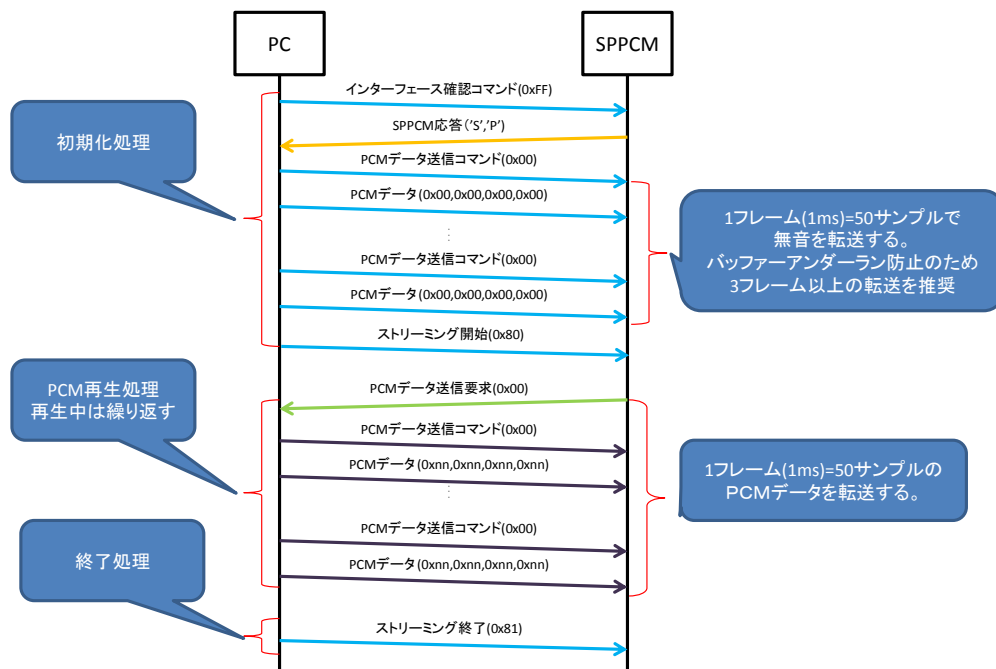 PC
SPPCM
インターフェース確認コマンド(0xFF)
SPPCM応答('S','P')
初期化処理
PCMデータ送信コマンド(0x00)
PCMデータ(0x00,0x00,0x00,0x00)
⋮
PCMデータ送信コマンド(0x00)
PCMデータ(0x00,0x00,0x00,0x00)
1フレーム(1ms)=50サンプルで
無音を転送する。
バッファーアンダーラン防止のため
3フレーム以上の転送を推奨
ストリーミング開始(0x80)
PCM再生処理
再生中は繰り返す
PCMデータ送信要求(0x00)
PCMデータ送信コマンド(0x00)
PCMデータ(0xnn,0xnn,0xnn,0xnn)
⋮
PCMデータ送信コマンド(0x00)
PCMデータ(0xnn,0xnn,0xnn,0xnn)
1フレーム(1ms)=50サンプルの
ＰＣＭデータを転送する。
終了処理
ストリーミング終了(0x81)